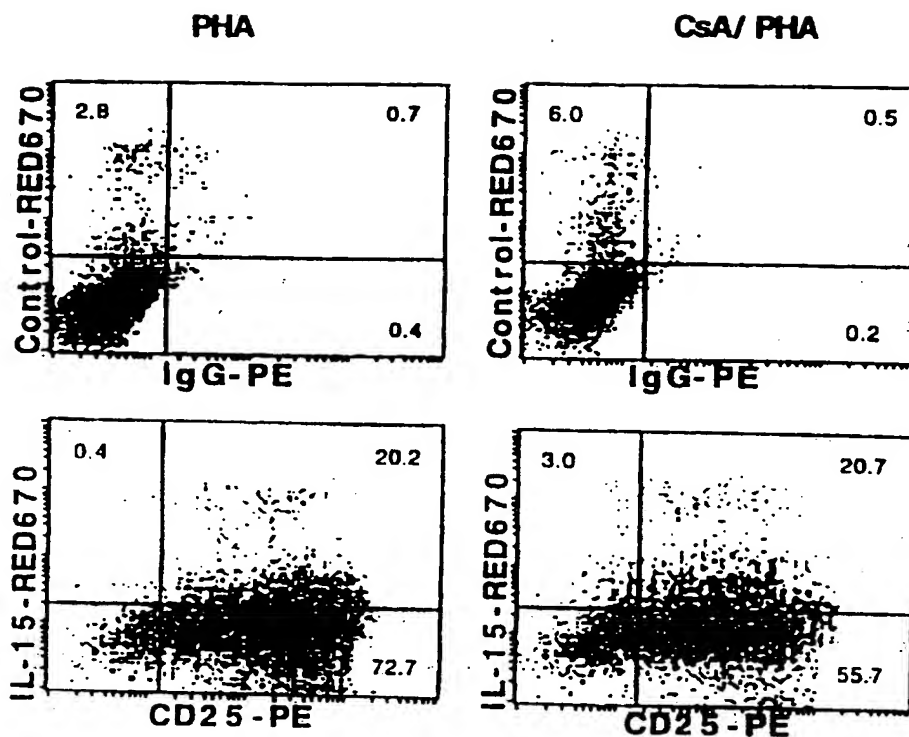 PHA
CsA/ PHA
Control-RED670
2.8
0.7
0.4
IgG-PE
Control-RED670
6.0
0.5
0.2
IgG-PE
IL-15-RED670
0.4
20.2
72.7
CD25-PE
IL-15-RED670
3.0
20.7
55.7
CD25-PE